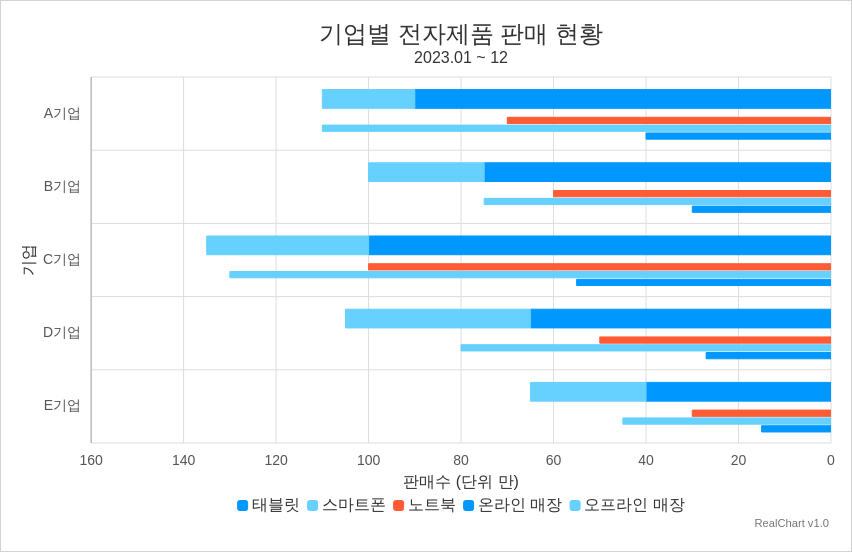 기업별 전자제품 판매 현황
2023.01 ~ 12
기업
A기업
B기업
C기업
D기업
E기업
160 140 120 100 80 60 40 20 0
판매수 (단위 만)
태블릿 스마트폰 노트북 온라인 매장 오프라인 매장
RealChart v1.0